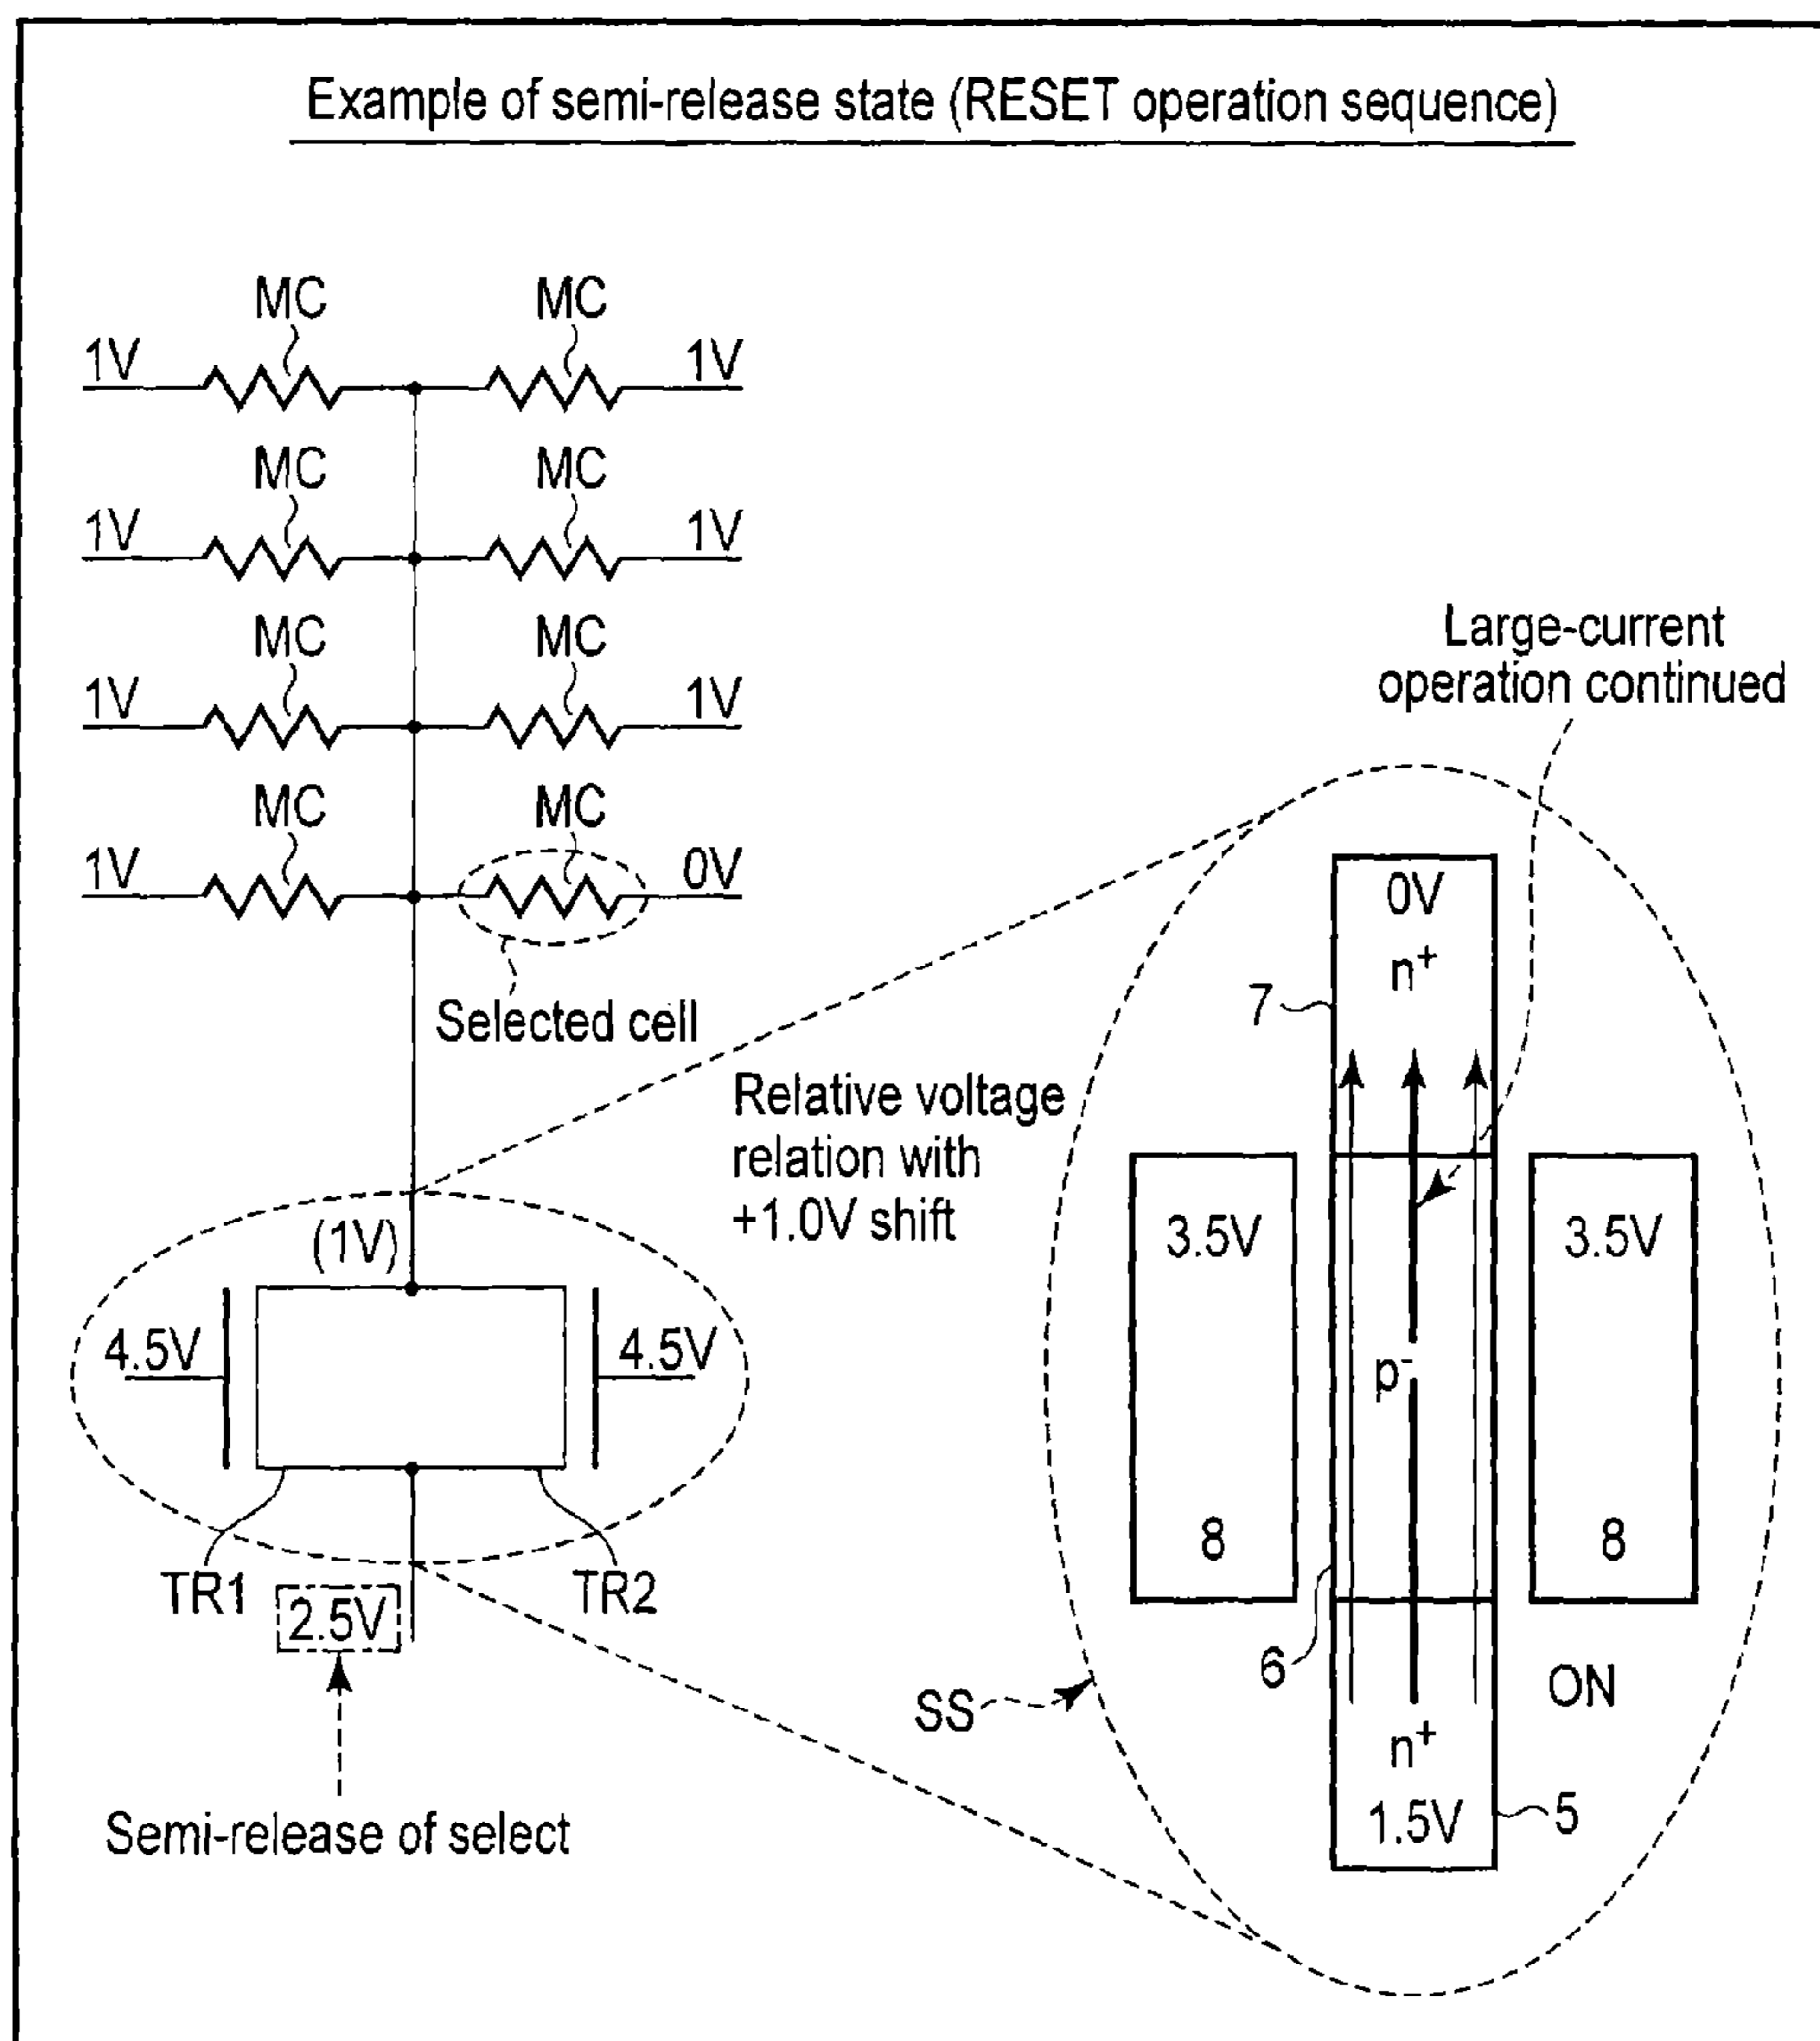 Example of semi-release state (RESET operation sequence)
MC MC
1V 1V
MC MC
1V 1V
MC MC
1V 1V
MC MC
1V 0V
Selected cell
Large-current
operation continued
0V
n+
7
Relative voltage
relation with
+1.0V shift
(1V)
4.5V 4.5V
3.5V 3.5V
p-
8 8
TR1 TR2
2.5V
6
SS
ON
n+
1.5V
5
Semi-release of select